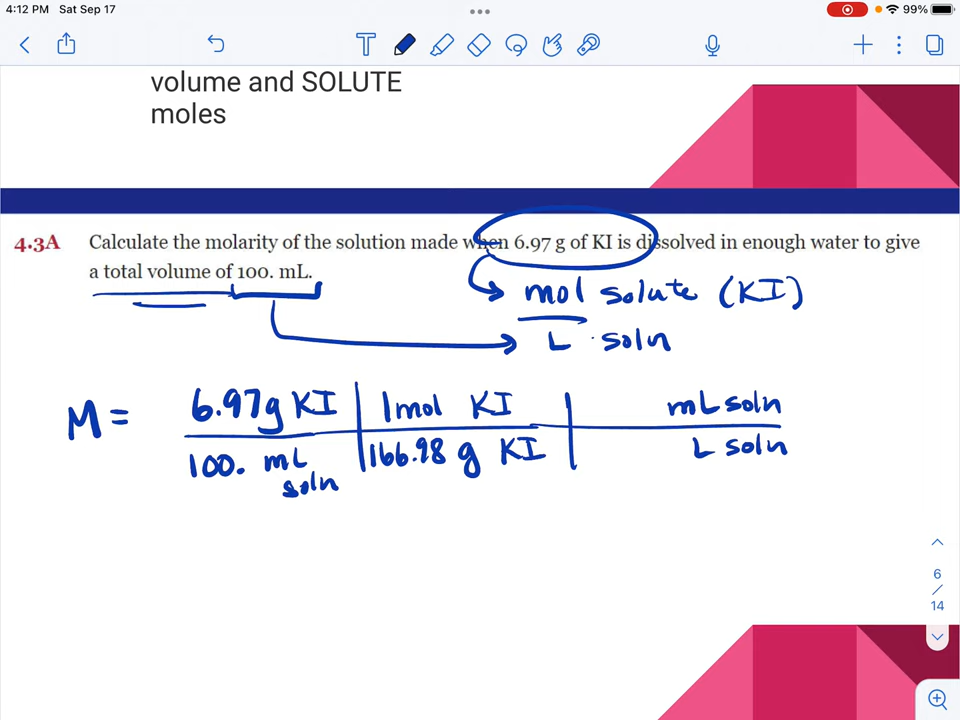 4:12 PM Sat Sep 17
99%
volume and SOLUTE
moles
4.3A Calculate the molarity of the solution made when 6.97 g of KI is dissolved in enough water to give
a total volume of 100. mL.
mol solute (KI)
L soln
M = 6.97g KI 1mol KI mL soln
100. mL soln 166.98 g KI L soln
6
/
14